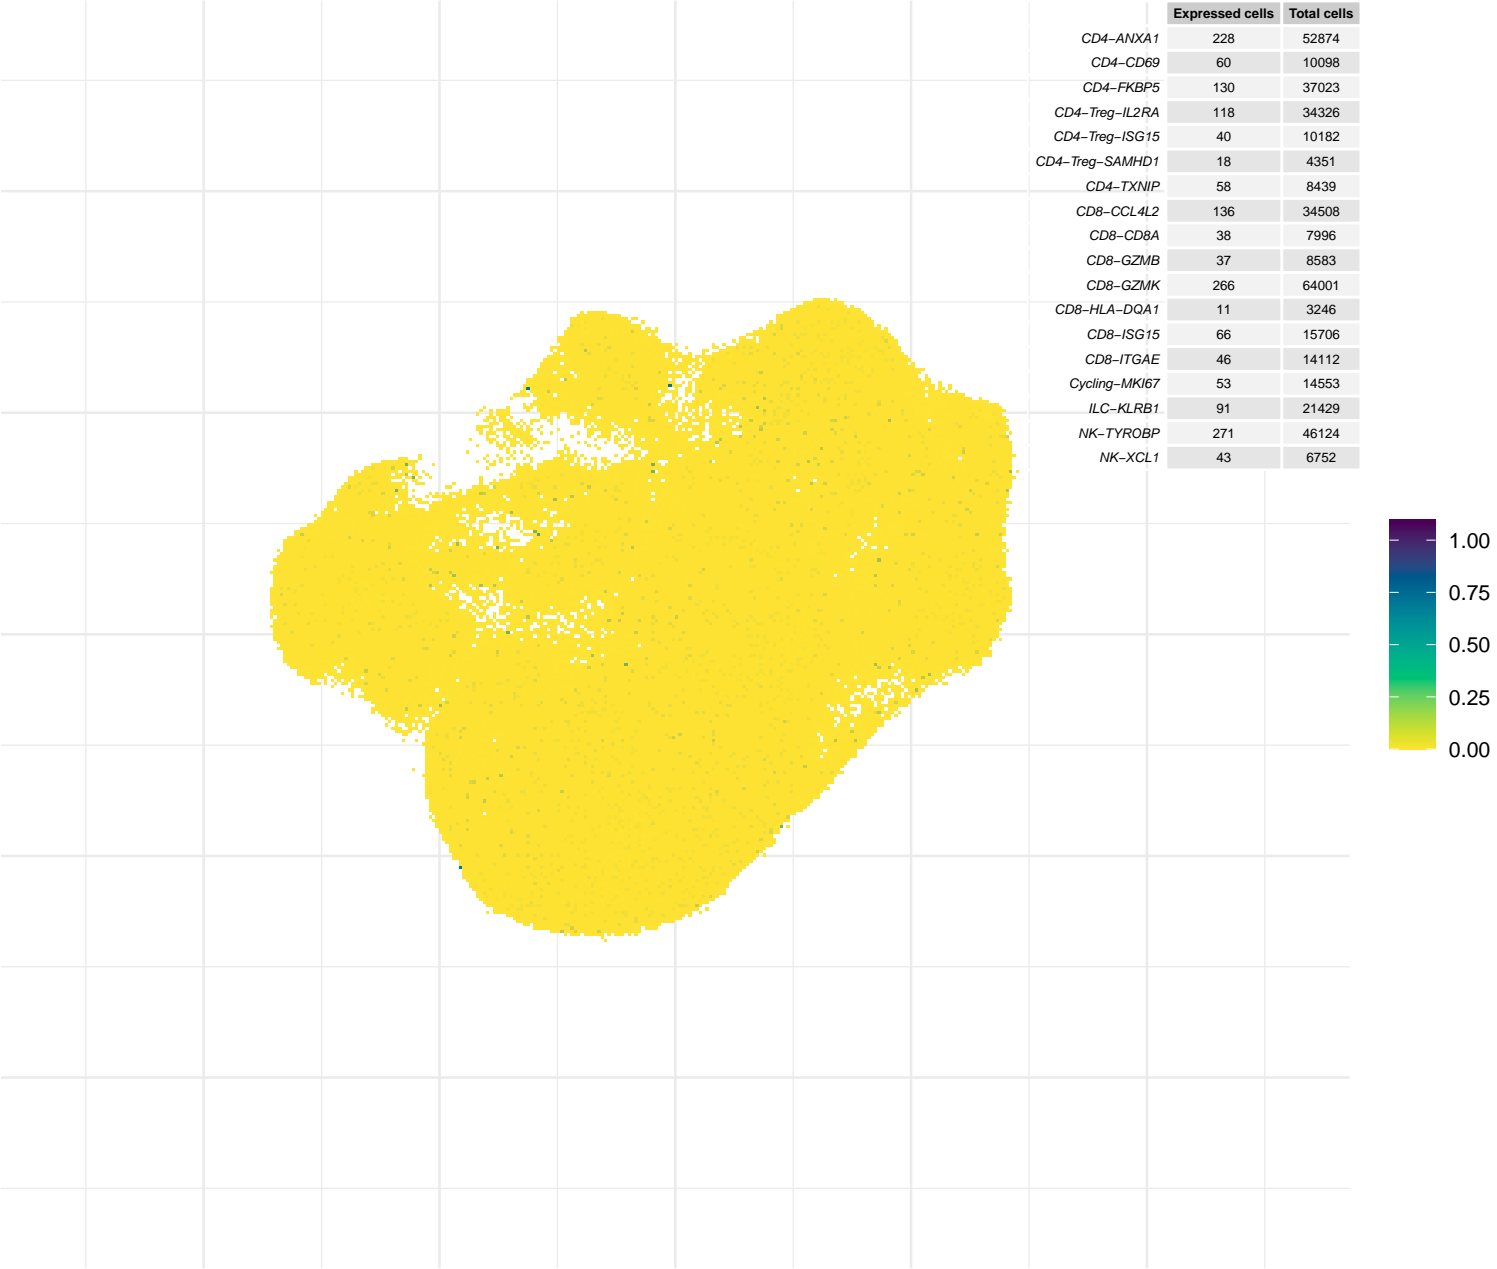 Expressed cells Total cells
CD4−ANXA1 228 52874
CD4−CD69 60 10098
CD4−FKBP5 130 37023
CD4−Treg−IL2RA 118 34326
CD4−Treg−ISG15 40 10182
CD4−Treg−SAMHD1 18 4351
CD4−TXNIP 58 8439
CD8−CCL4L2 136 34508
CD8−CD8A 38 7996
CD8−GZMB 37 8583
CD8−GZMK 266 64001
CD8−HLA−DQA1 11 3246
CD8−ISG15 66 15706
CD8−ITGAE 46 14112
Cycling−MKI67 53 14553
ILC−KLRB1 91 21429
NK−TYROBP 271 46124
NK−XCL1 43 6752
1.00
0.75
0.50
0.25
0.00